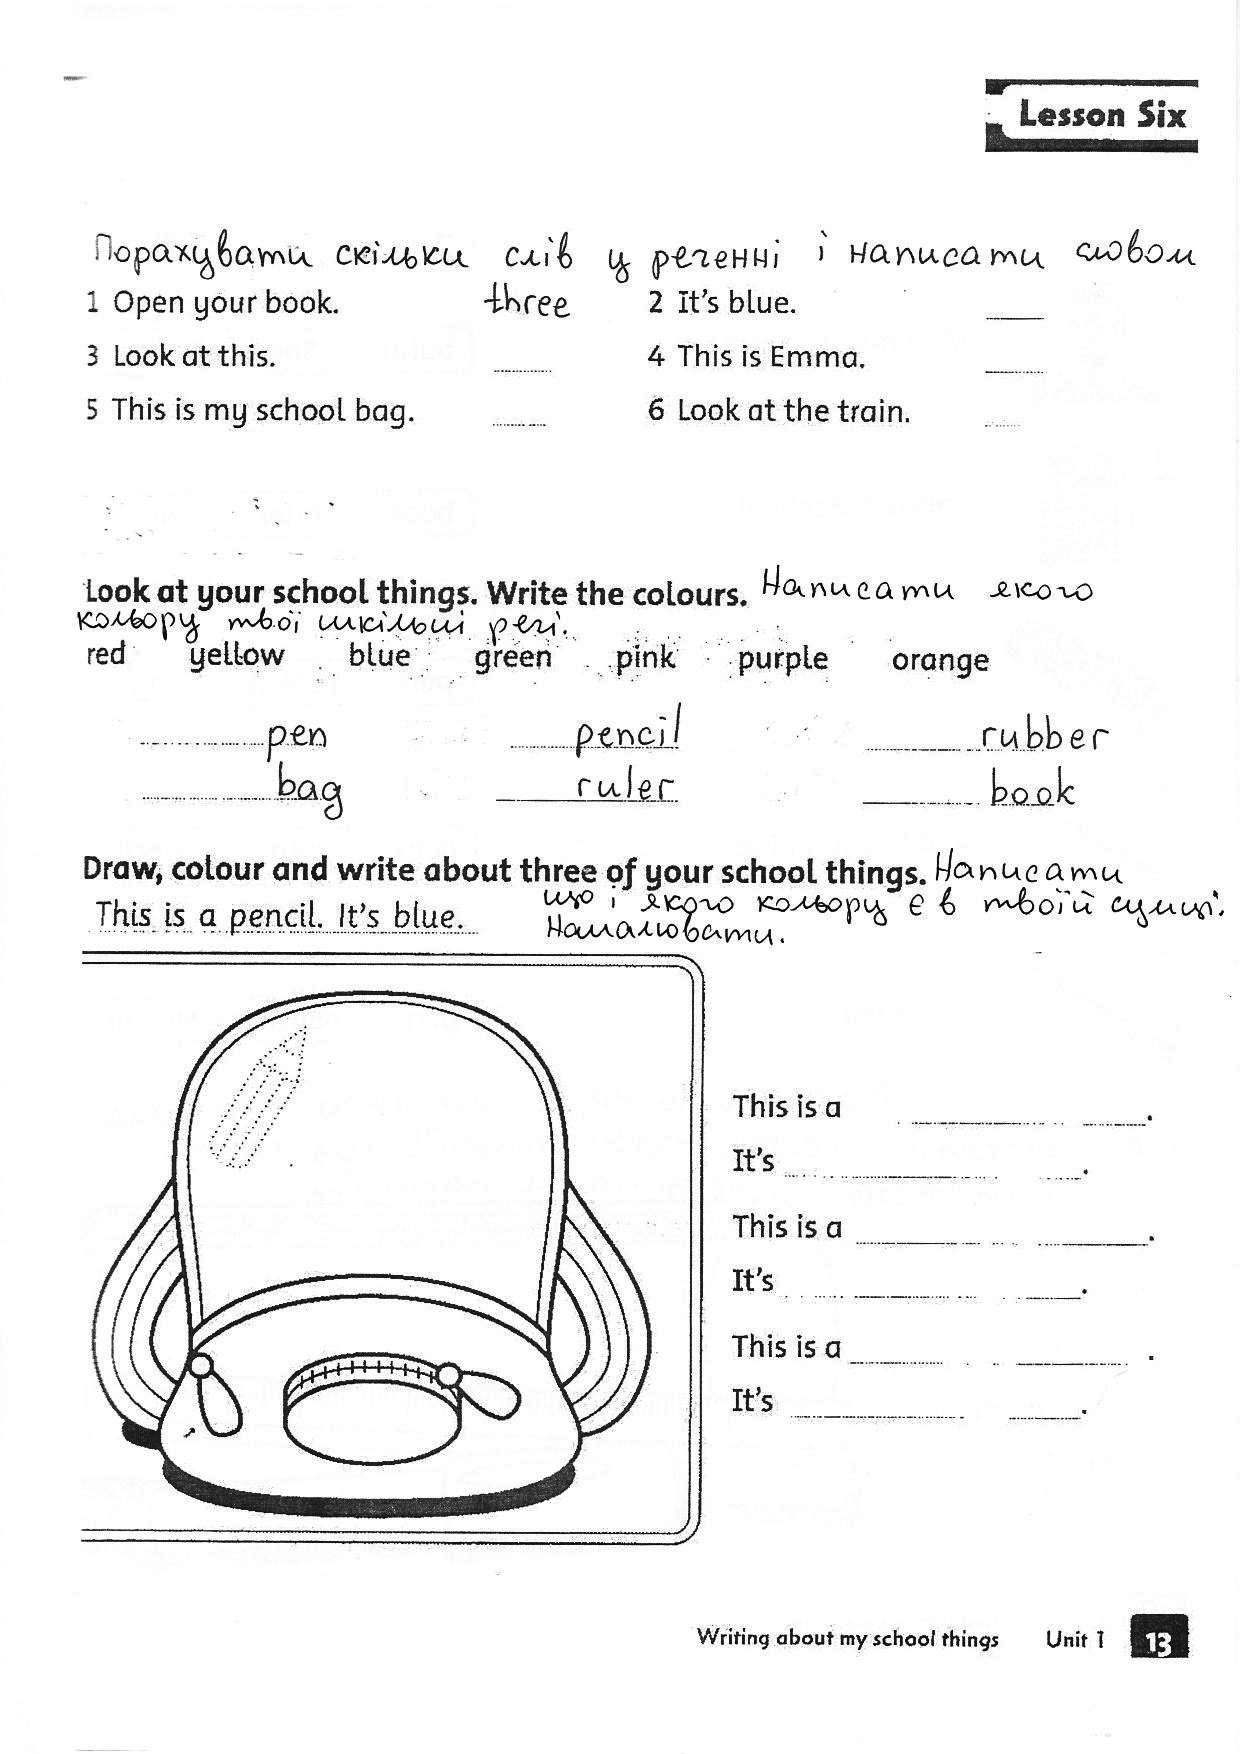 Lesson Six
Порахувати скільки слів у реченні і написати словом
1 Open your book. three 2 It's blue.
3 Look at this. 4 This is Emma.
5 This is my school bag. 6 Look at the train.
Look at your school things. Write the colours. Написати якого
кольору твої шкільні речі.
red yellow blue green pink purple orange
pen pencil rubber
bag ruler book
Draw, colour and write about three of your school things. Написати
This is a pencil. It's blue. що і якого кольору є в твоїй сумці.
Намалювати.
This is a .
It's .
This is a .
It's .
This is a .
It's .
Writing about my school things Unit 1 13